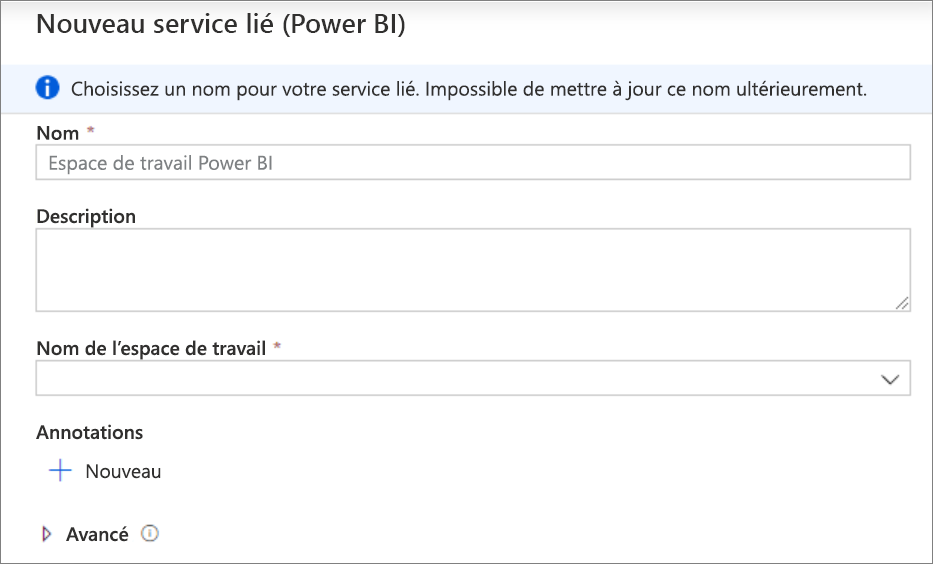 Nouveau service lié (Power BI)
Choisissez un nom pour votre service lié. Impossible de mettre à jour ce nom ultérieurement.
Nom *
Espace de travail Power BI
Description
Nom de l’espace de travail *
Annotations
Nouveau
Avancé